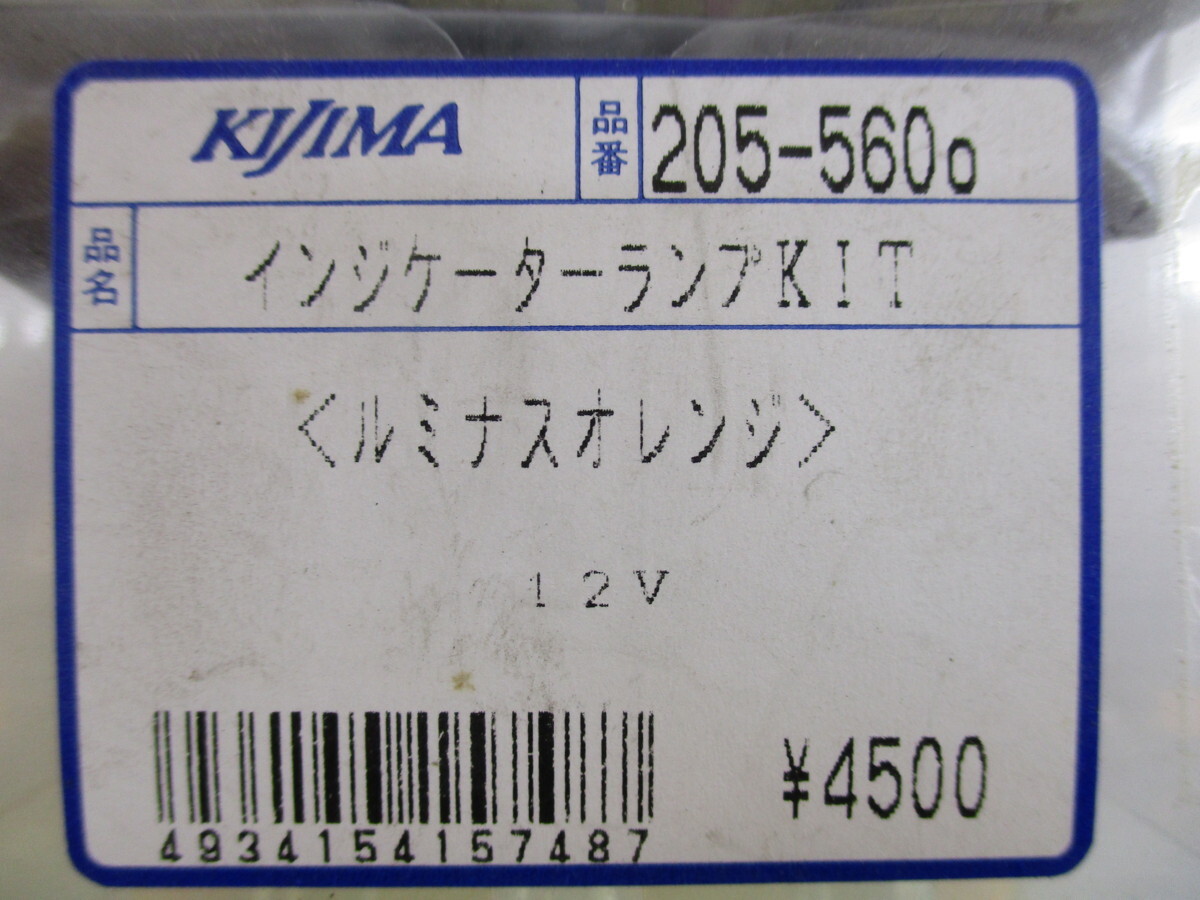 KIJIMA 品番 205-560o
品名 インジケーターランプKIT
<ルミナスオレンジ>
12V
¥4500
4934154157487